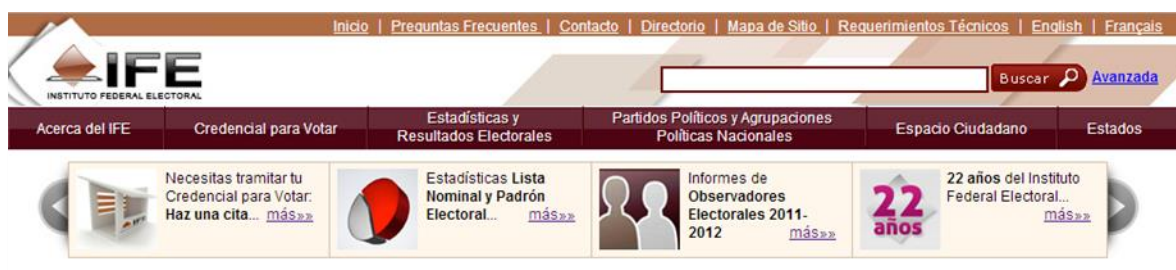 Inicio | Preguntas Frecuentes | Contacto | Directorio | Mapa de Sitio | Requerimientos Técnicos | English | Français
IFE
INSTITUTO FEDERAL ELECTORAL
Buscar
Avanzada
Acerca del IFE
Credencial para Votar
Estadísticas y
Resultados Electorales
Partidos Políticos y Agrupaciones
Políticas Nacionales
Espacio Ciudadano
Estados
Necesitas tramitar tu
Credencial para Votar:
Haz una cita... más»»
Estadísticas Lista
Nominal y Padrón
Electoral... más»»
Informes de
Observadores
Electorales 2011-
2012 más»»
22
años
22 años del Instituto
Federal Electoral...
más»»